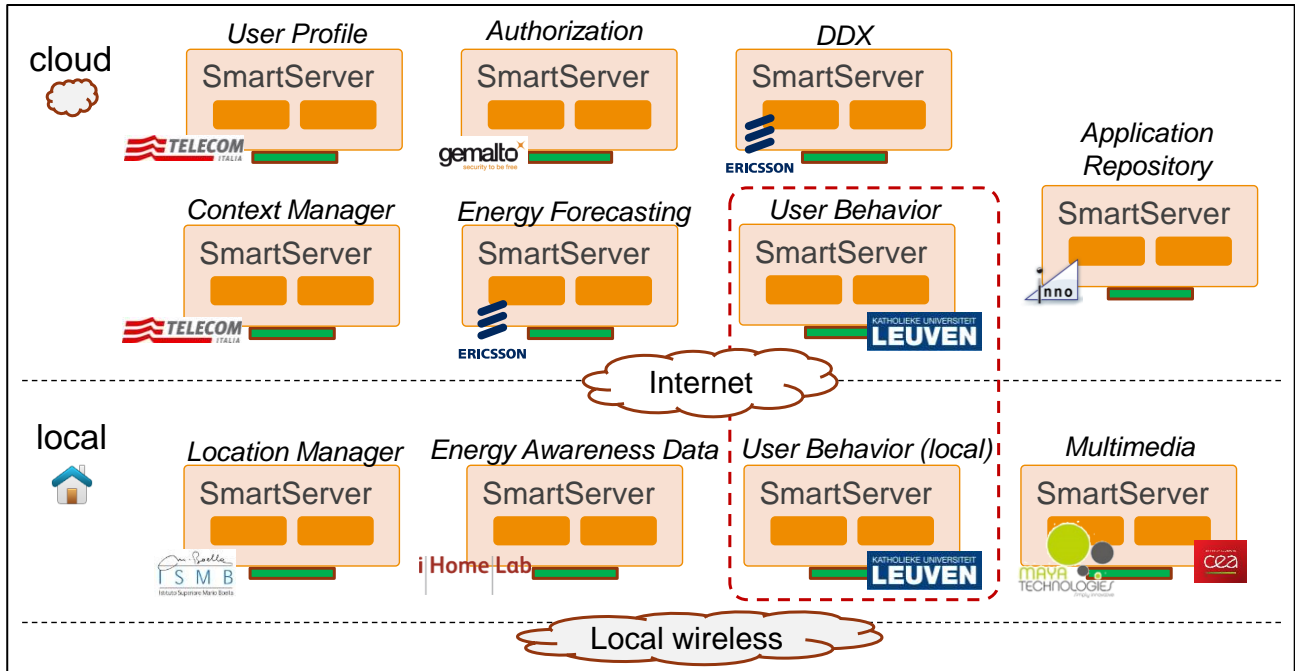 cloud
User Profile
SmartServer
TELECOM
ITALIA
Authorization
SmartServer
gemalto
security to be free
DDX
SmartServer
ERICSSON
Application
Repository
SmartServer
inno
Context Manager
SmartServer
TELECOM
ITALIA
Energy Forecasting
SmartServer
ERICSSON
User Behavior
SmartServer
KATHOLIEKE UNIVERSITEIT
LEUVEN
Internet
local
Location Manager
SmartServer
ISMB
Istituto Superiore Mario Boella
Energy Awareness Data
SmartServer
iHomeLab
User Behavior (local)
SmartServer
KATHOLIEKE UNIVERSITEIT
LEUVEN
Multimedia
SmartServer
MAYA
TECHNOLOGIES
simply innovative
cea
Local wireless